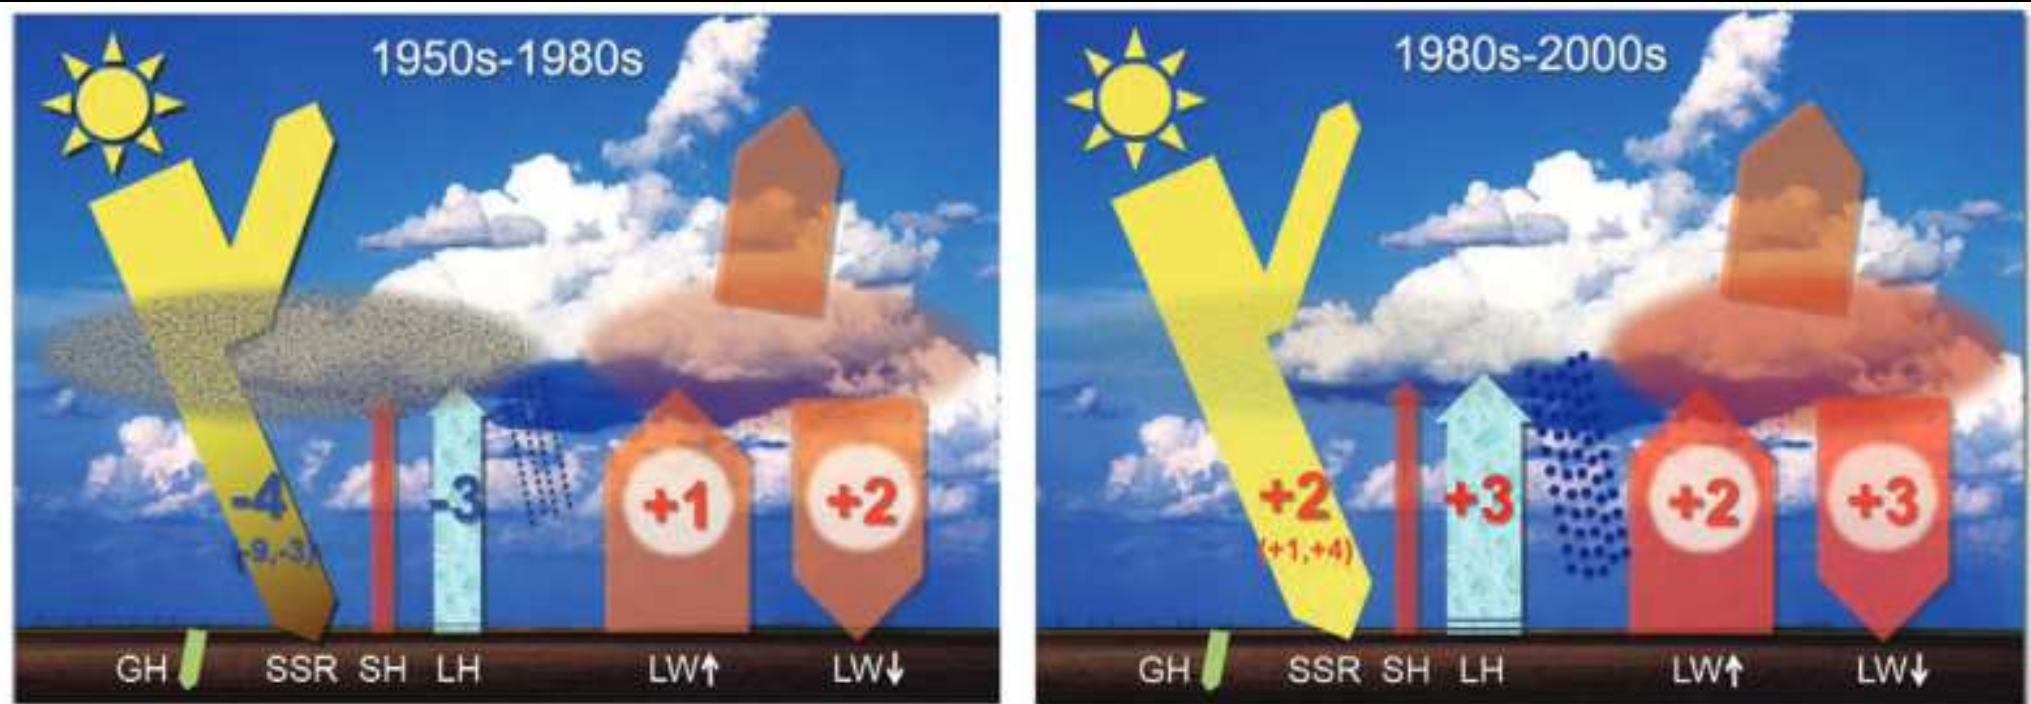 1950s-1980s
-4
(-9,-3)
-3
+1
+2
GH SSR SH LH LW↑ LW↓
1980s-2000s
+2
(+1,+4)
+3
+2
+3
GH SSR SH LH LW↑ LW↓